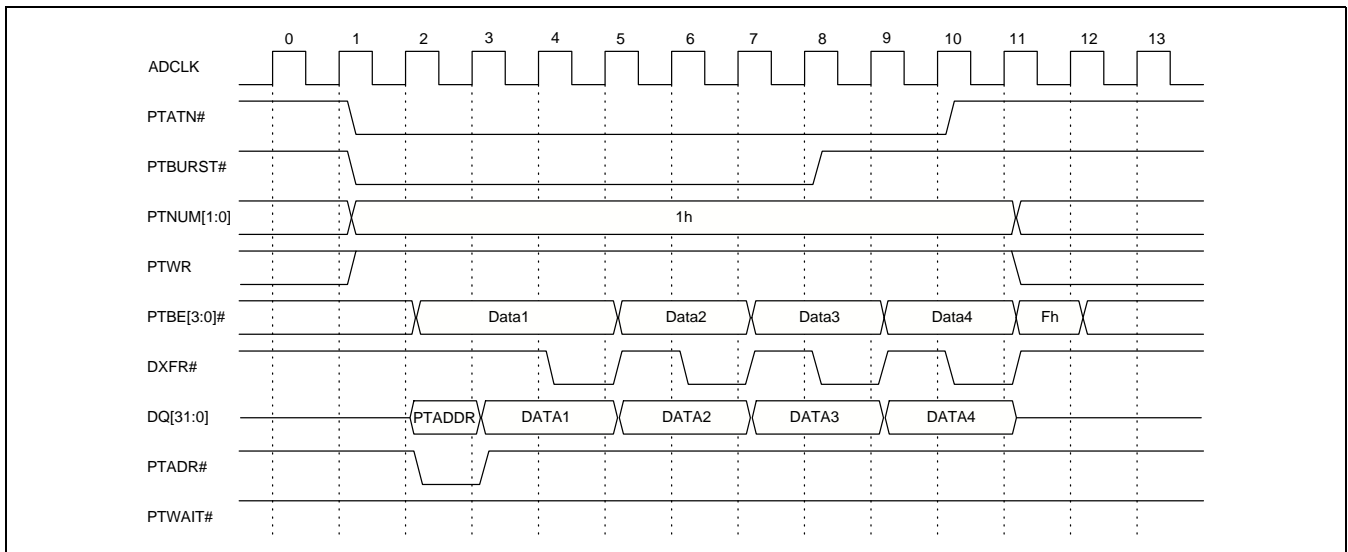 0 1 2 3 4 5 6 7 8 9 10 11 12 13
ADCLK
PTATN#
PTBURST#
PTNUM[1:0] 1h
PTWR
PTBE[3:0]# Data1 Data2 Data3 Data4 Fh
DXFR#
DQ[31:0] PTADDR DATA1 DATA2 DATA3 DATA4
PTADR#
PTWAIT#